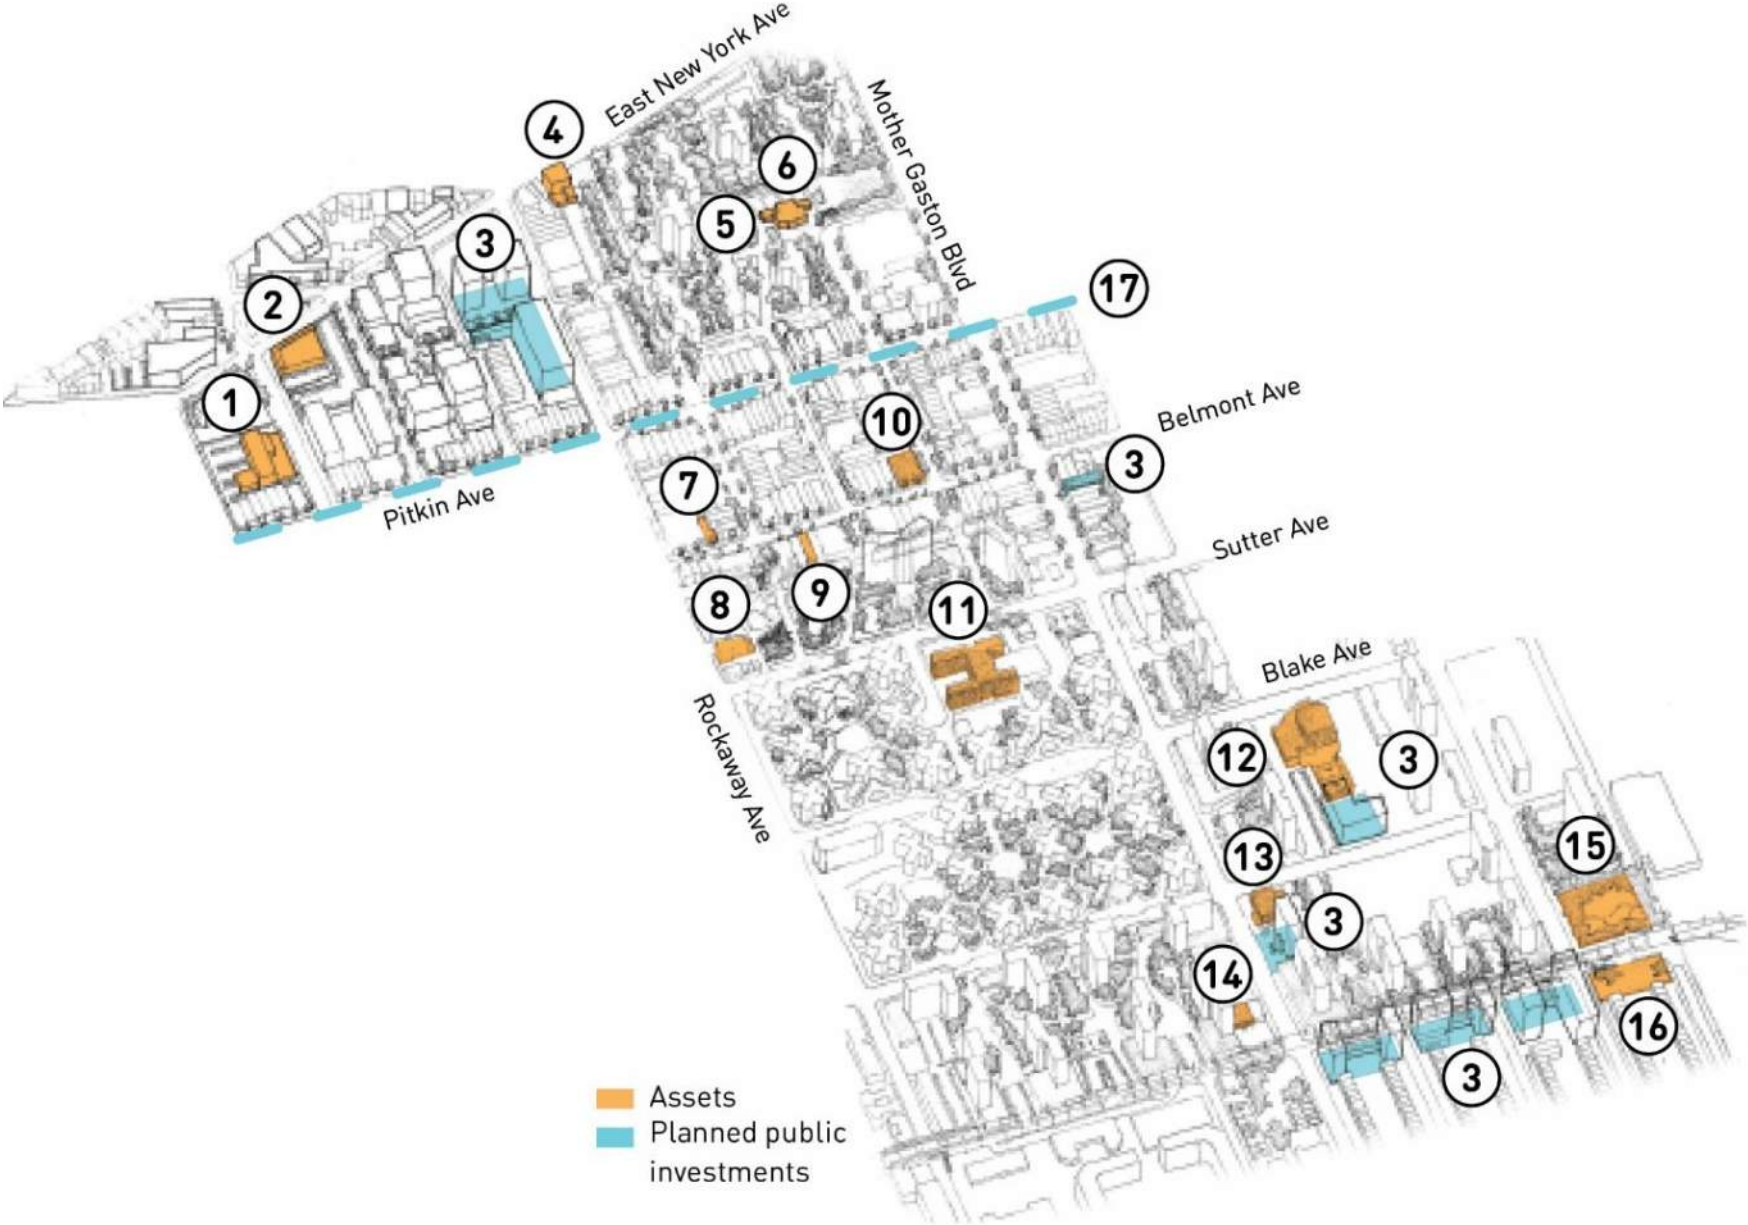 East New York Ave
Mother Gaston Blvd
4
6
5
3
2
17
1
Belmont Ave
10
3
7
Pitkin Ave
Sutter Ave
9
8
11
Blake Ave
Rockaway Ave
12
3
15
13
3
14
16
3
Assets
Planned public
investments